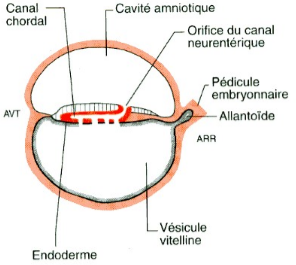 Canal
chordal
Cavité amniotique
Orifice du canal
neurentérique
Pédicule
embryonnaire
Allantoïde
AVT
ARR
Vésicule
vitelline
Endoderme